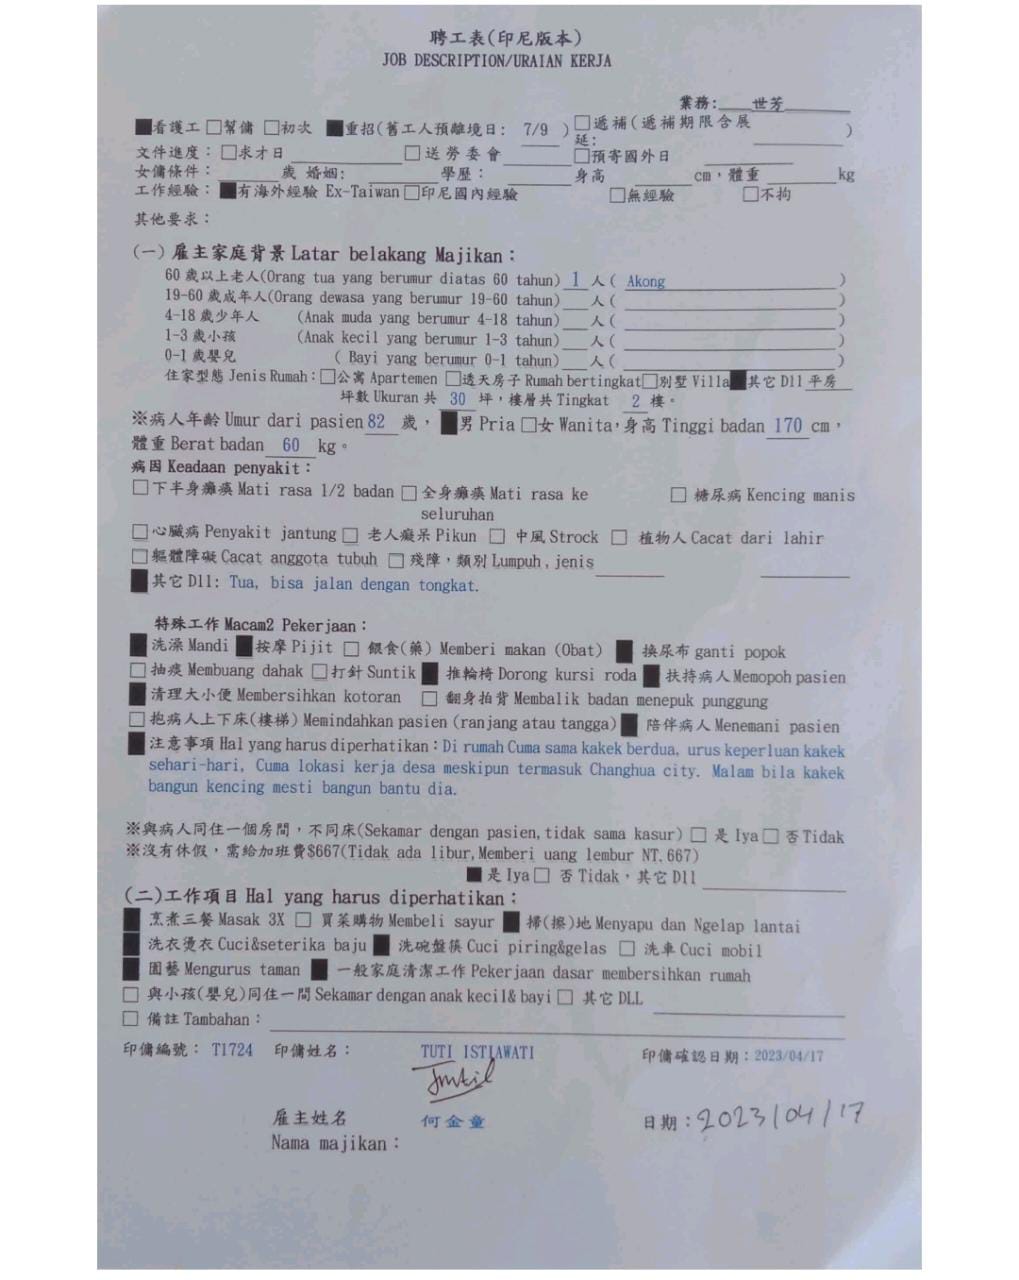 聘工表(印尼版本)
JOB DESCRIPTION/URAIAN KERJA
業務: 世芳
■看護工 □幫傭 □初次 ■重招(舊工人預離境日: 7/9 ) □遞補(遞補期限含展延: )
文件進度：□求才日 □送勞委會 □預寄國外日
女傭條件： 歲 婚姻: 學歷： 身高 cm，體重 kg
工作經驗：■有海外經驗 Ex-Taiwan □印尼國內經驗 □無經驗 □不拘
其他要求：
(一) 雇主家庭背景 Latar belakang Majikan：
60 歲以上老人(Orang tua yang berumur diatas 60 tahun) 1 人( Akong )
19-60 歲成年人(Orang dewasa yang berumur 19-60 tahun) 人( )
4-18 歲少年人 (Anak muda yang berumur 4-18 tahun) 人( )
1-3 歲小孩 (Anak kecil yang berumur 1-3 tahun) 人( )
0-1 歲嬰兒 ( Bayi yang berumur 0-1 tahun) 人( )
住家型態 Jenis Rumah：□公寓 Apartemen □透天房子 Rumah bertingkat□別墅 Villa■其它 Dll 平房
坪數 Ukuran 共 30 坪，樓層共 Tingkat 2 樓。
※病人年齡 Umur dari pasien 82 歲，■男 Pria □女 Wanita，身高 Tinggi badan 170 cm，
體重 Berat badan 60 kg。
病因 Keadaan penyakit：
□下半身癱瘓 Mati rasa 1/2 badan □全身癱瘓 Mati rasa ke □ 糖尿病 Kencing manis
seluruhan
□心臟病 Penyakit jantung □ 老人癡呆 Pikun □ 中風 Strock □ 植物人 Cacat dari lahir
□軀體障礙 Cacat anggota tubuh □ 殘障，類別 Lumpuh , jenis
■其它 Dll: Tua, bisa jalan dengan tongkat.
特殊工作 Macam2 Pekerjaan：
■洗澡 Mandi ■按摩 Pijit □ 餵食(藥) Memberi makan (Obat) ■ 換尿布 ganti popok
□抽痰 Membuang dahak □打針 Suntik ■ 推輪椅 Dorong kursi roda ■ 扶持病人 Memopoh pasien
■清理大小便 Membersihkan kotoran □ 翻身拍背 Membalik badan menepuk punggung
□抱病人上下床(樓梯) Memindahkan pasien (ranjang atau tangga) ■ 陪伴病人 Menemani pasien
■注意事項 Hal yang harus diperhatikan：Di rumah Cuma sama kakek berdua, urus keperluan kakek
sehari-hari, Cuma lokasi kerja desa meskipun termasuk Changhua city. Malam bila kakek
bangun kencing mesti bangun bantu dia.
※與病人同住一個房間，不同床(Sekamar dengan pasien, tidak sama kasur) □ 是 Iya □ 否 Tidak
※沒有休假，需給加班費$667(Tidak ada libur, Memberi uang lembur NT. 667)
■ 是 Iya □ 否 Tidak，其它 Dll
(二)工作項目 Hal yang harus diperhatikan：
■ 烹煮三餐 Masak 3X □ 買菜購物 Membeli sayur ■ 掃(擦)地 Menyapu dan Ngelap lantai
■ 洗衣燙衣 Cuci&seterika baju ■ 洗碗盤筷 Cuci piring&gelas □ 洗車 Cuci mobil
■ 園藝 Mengurus taman ■ 一般家庭清潔工作 Pekerjaan dasar membersihkan rumah
□ 與小孩(嬰兒)同住一間 Sekamar dengan anak kecil& bayi □ 其它 DLL
□ 備註 Tambahan：
印傭編號： T1724 印傭姓名： TUTI ISTIAWATI 印傭確認日期：2023/04/17
雇主姓名 何金童 日期：2023/04/17
Nama majikan：